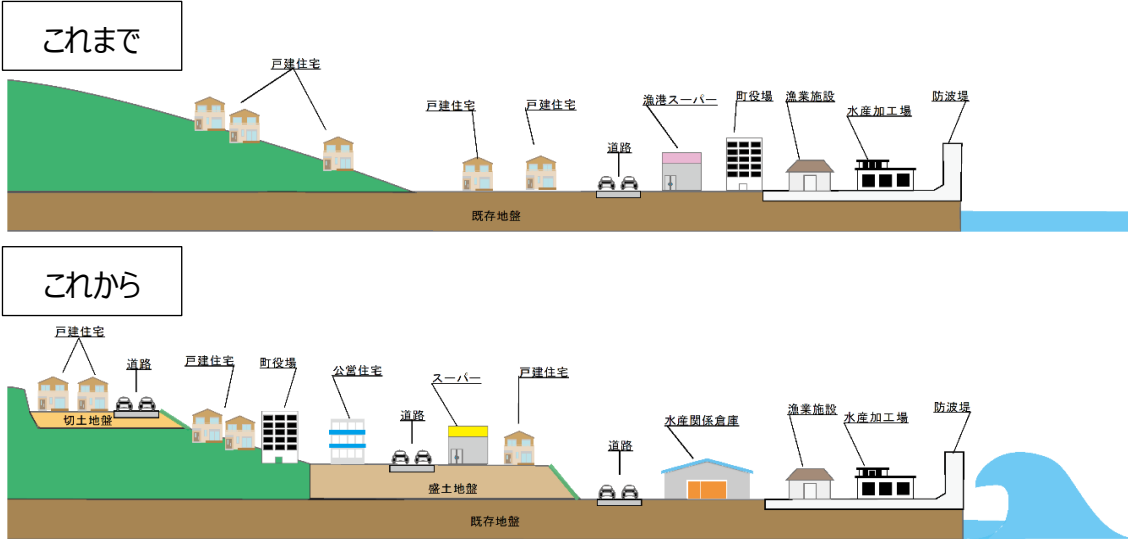 これまで
戸建住宅
戸建住宅
戸建住宅
道路
漁港スーパー
町役場
漁業施設
水産加工場
防波堤
既存地盤
これから
戸建住宅
道路
戸建住宅
町役場
公営住宅
道路
スーパー
戸建住宅
道路
水産関係倉庫
漁業施設
水産加工場
防波堤
切土地盤
盛土地盤
既存地盤